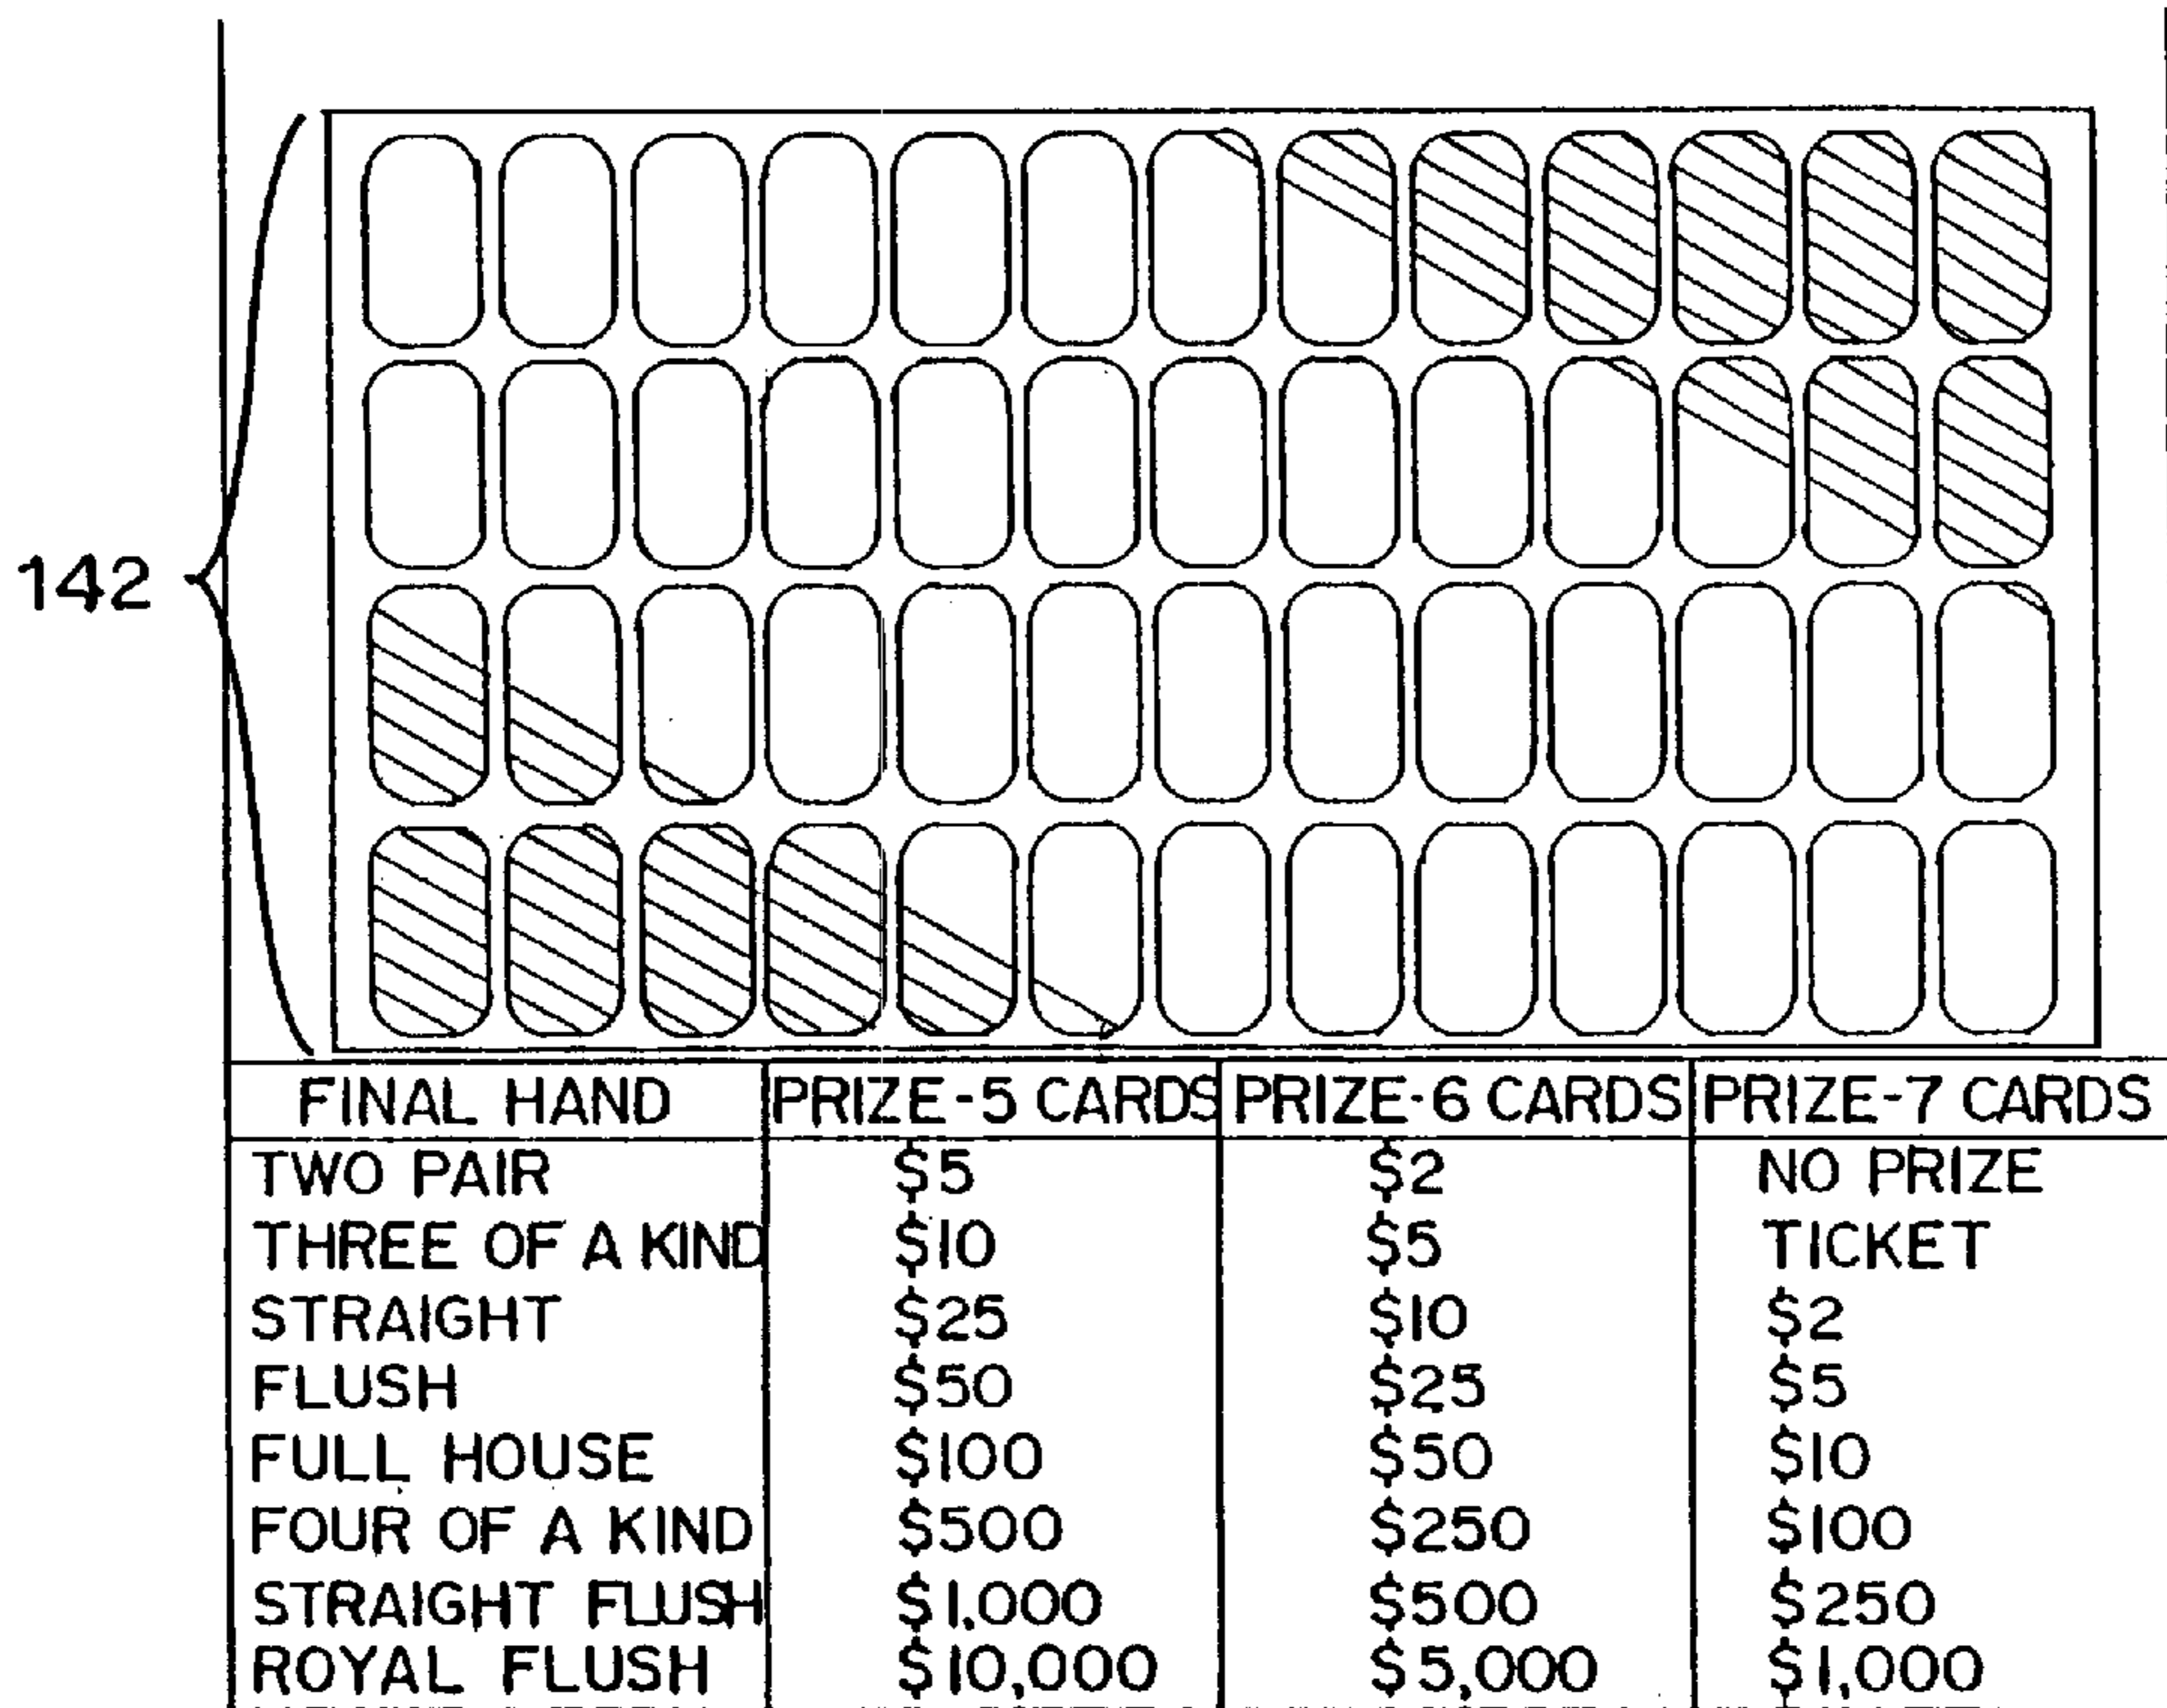 142
FINAL HAND PRIZE-5 CARDS PRIZE-6 CARDS PRIZE-7 CARDS
TWO PAIR $5 $2 NO PRIZE
THREE OF A KIND $10 $5 TICKET
STRAIGHT $25 $10 $2
FLUSH $50 $25 $5
FULL HOUSE $100 $50 $10
FOUR OF A KIND $500 $250 $100
STRAIGHT FLUSH $1,000 $500 $250
ROYAL FLUSH $10,000 $5,000 $1,000